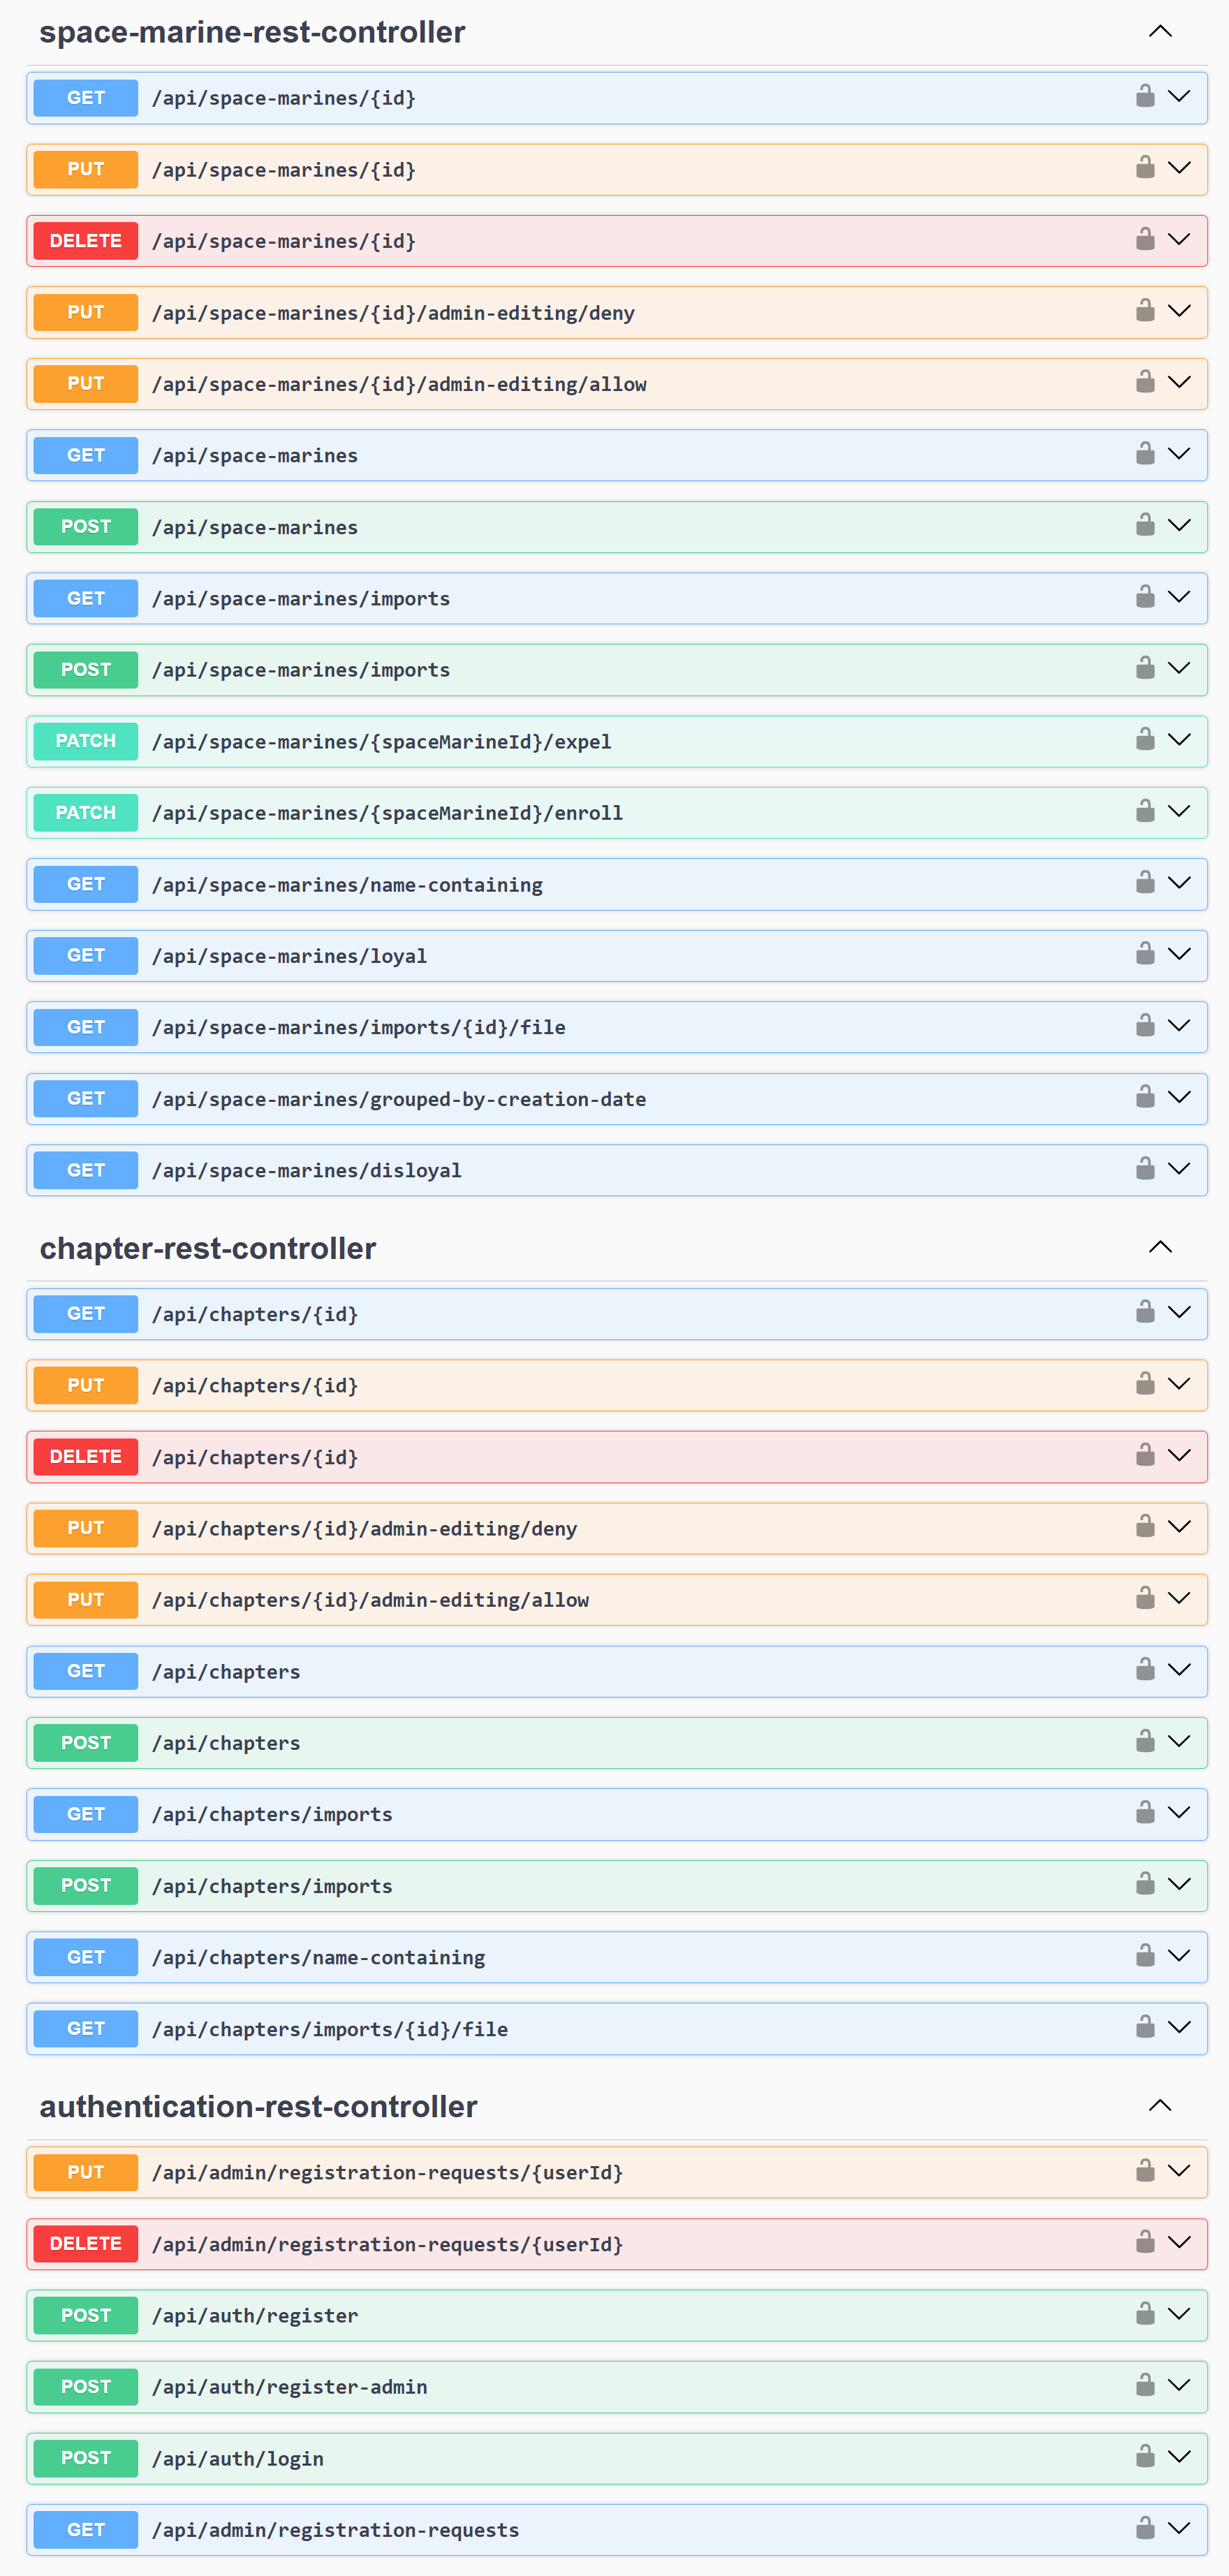 space-marine-rest-controller
GET /api/space-marines/{id}
PUT /api/space-marines/{id}
DELETE /api/space-marines/{id}
PUT /api/space-marines/{id}/admin-editing/deny
PUT /api/space-marines/{id}/admin-editing/allow
GET /api/space-marines
POST /api/space-marines
GET /api/space-marines/imports
POST /api/space-marines/imports
PATCH /api/space-marines/{spaceMarineId}/expel
PATCH /api/space-marines/{spaceMarineId}/enroll
GET /api/space-marines/name-containing
GET /api/space-marines/loyal
GET /api/space-marines/imports/{id}/file
GET /api/space-marines/grouped-by-creation-date
GET /api/space-marines/disloyal
chapter-rest-controller
GET /api/chapters/{id}
PUT /api/chapters/{id}
DELETE /api/chapters/{id}
PUT /api/chapters/{id}/admin-editing/deny
PUT /api/chapters/{id}/admin-editing/allow
GET /api/chapters
POST /api/chapters
GET /api/chapters/imports
POST /api/chapters/imports
GET /api/chapters/name-containing
GET /api/chapters/imports/{id}/file
authentication-rest-controller
PUT /api/admin/registration-requests/{userId}
DELETE /api/admin/registration-requests/{userId}
POST /api/auth/register
POST /api/auth/register-admin
POST /api/auth/login
GET /api/admin/registration-requests